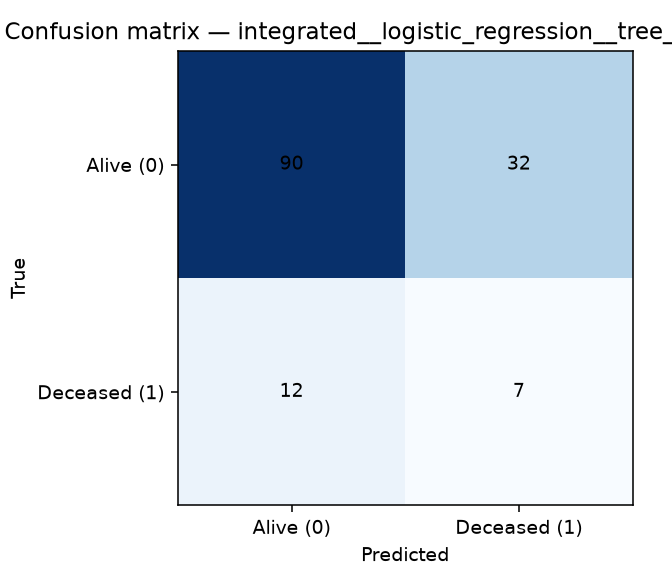 Confusion matrix — integrated__logistic_regression__tree_
Alive (0)
90
32
True
Deceased (1)
12
7
Alive (0)
Deceased (1)
Predicted